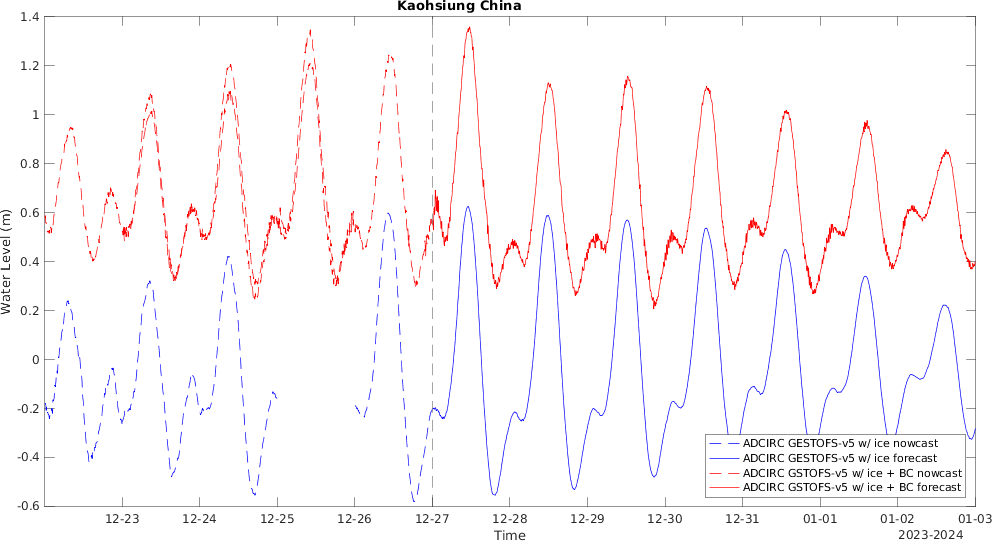 Kaohsiung China
Water Level (m)
1.4
1.2
1
0.8
0.6
0.4
0.2
0
-0.2
-0.4
-0.6
ADCIRC GESTOFS-v5 w/ ice nowcast
ADCIRC GESTOFS-v5 w/ ice forecast
ADCIRC GSTOFS-v5 w/ ice + BC nowcast
ADCIRC GSTOFS-v5 w/ ice + BC forecast
12-23 12-24 12-25 12-26 12-27 12-28 12-29 12-30 12-31 01-01 01-02 01-03
Time
2023-2024